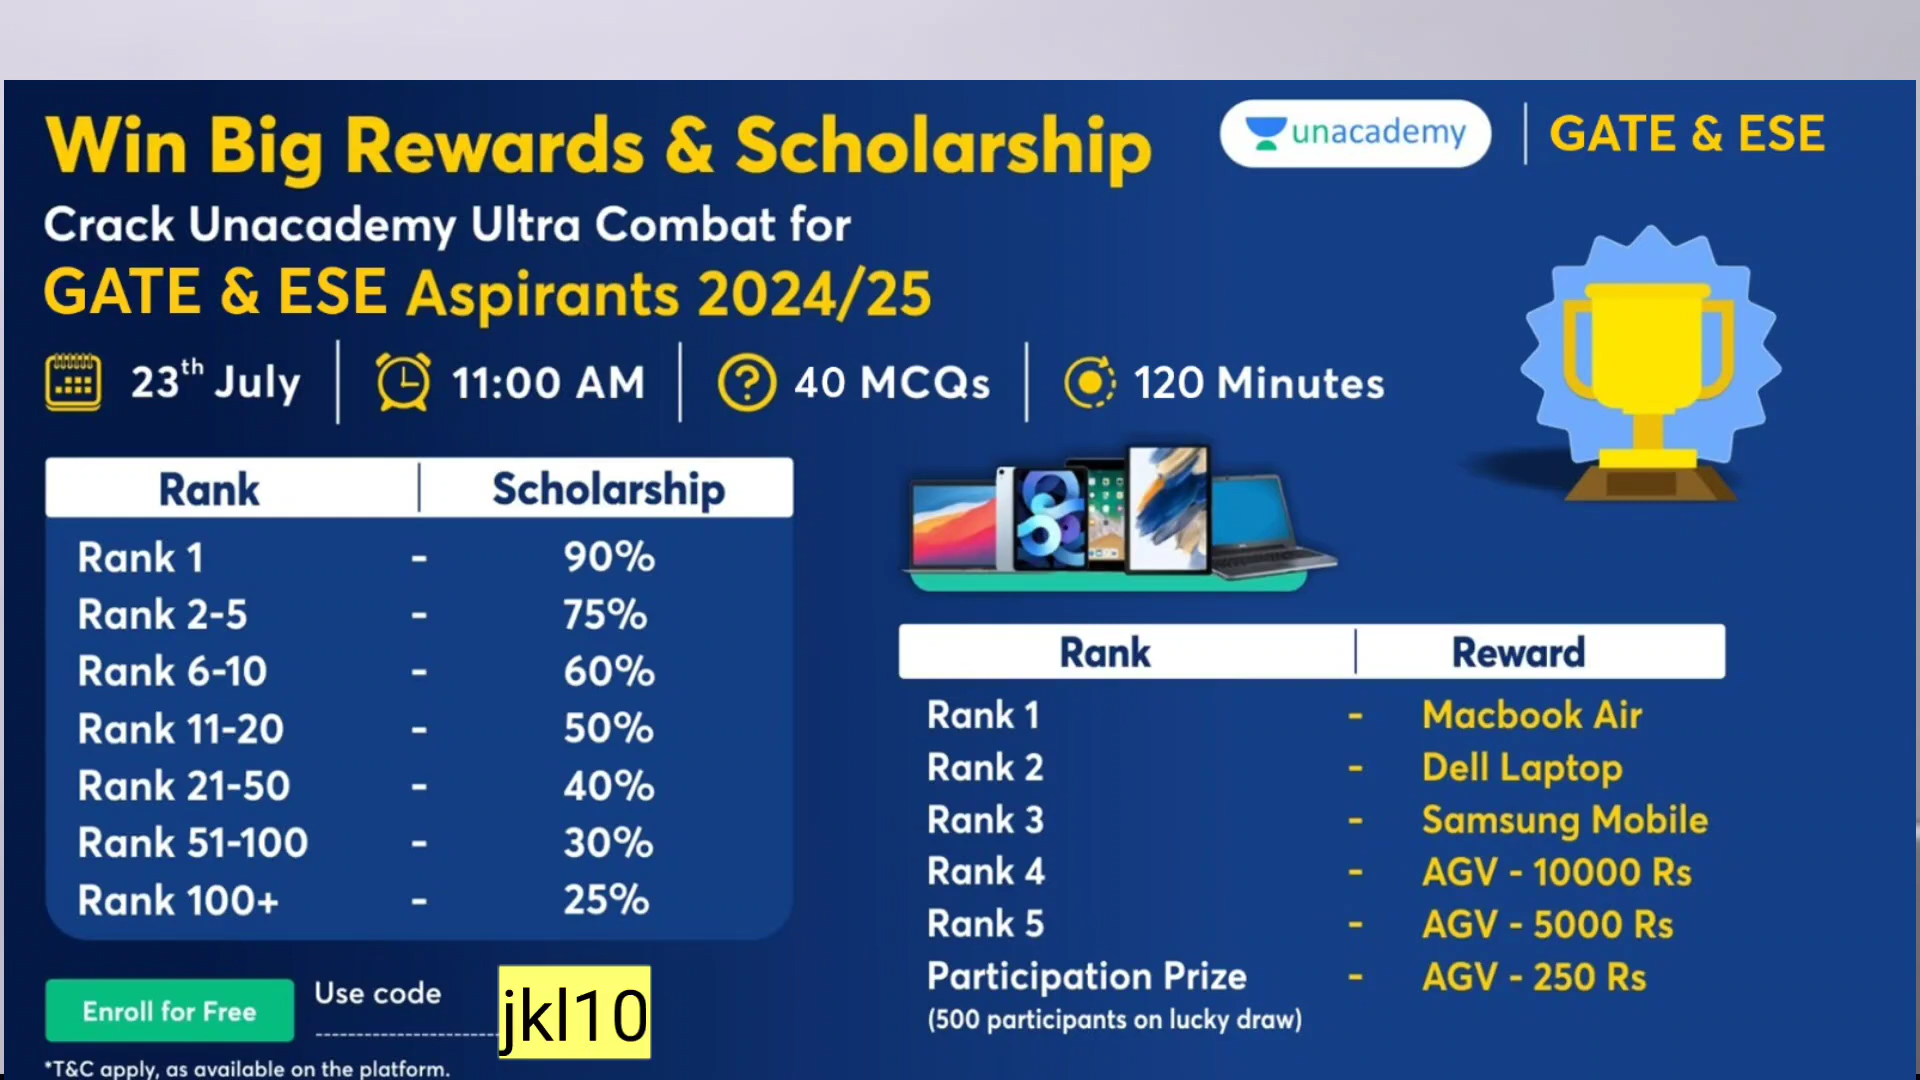 Win Big Rewards & Scholarship
unacademy
GATE & ESE
Crack Unacademy Ultra Combat for
GATE & ESE Aspirants 2024/25
23th July
11:00 AM
40 MCQs
120 Minutes
Rank Scholarship
Rank 1 - 90%
Rank 2-5 - 75%
Rank 6-10 - 60%
Rank 11-20 - 50%
Rank 21-50 - 40%
Rank 51-100 - 30%
Rank 100+ - 25%
Enroll for Free
Use code
jkl10
*T&C apply, as available on the platform.
Rank Reward
Rank 1 - Macbook Air
Rank 2 - Dell Laptop
Rank 3 - Samsung Mobile
Rank 4 - AGV - 10000 Rs
Rank 5 - AGV - 5000 Rs
Participation Prize - AGV - 250 Rs
(500 participants on lucky draw)